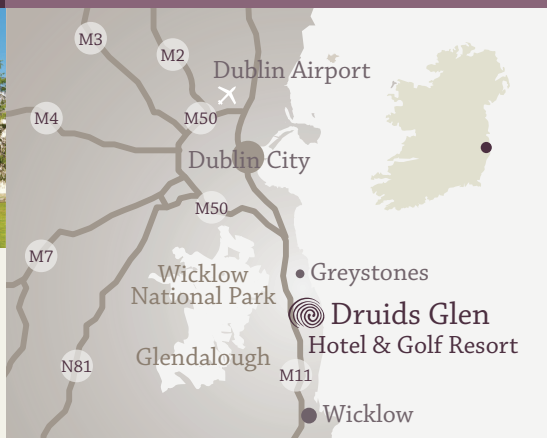 M3
M2
Dublin Airport
M4
M50
Dublin City
M50
M7
Wicklow
National Park
Greystones
Druids Glen
Hotel & Golf Resort
Glendalough
N81
M11
Wicklow